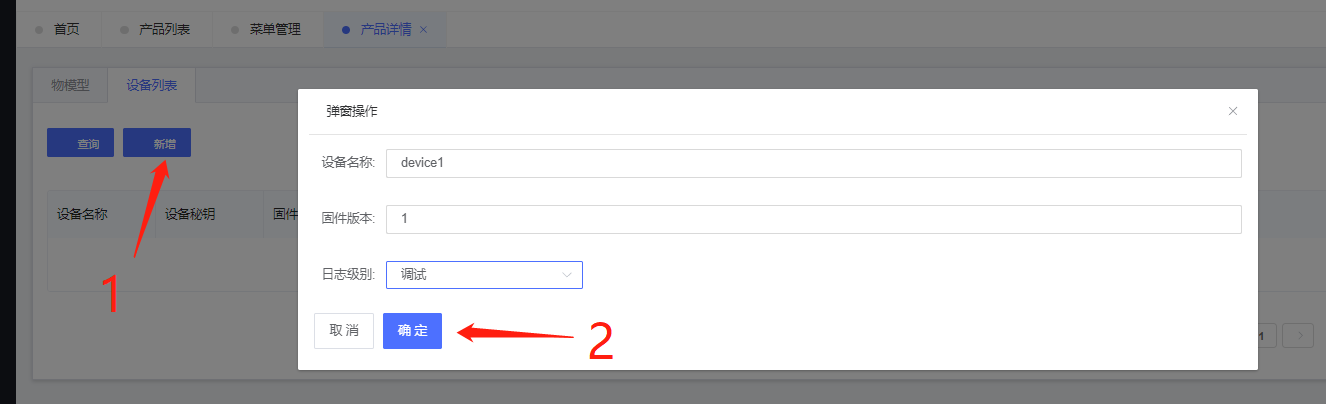 首页 产品列表 菜单管理 产品详情 ×
物模型 设备列表
弹窗操作 ×
查询 新增
设备名称: device1
设备名称 设备秘钥 固件
固件版本: 1
日志级别: 调试
1
取 消 确 定
2
1